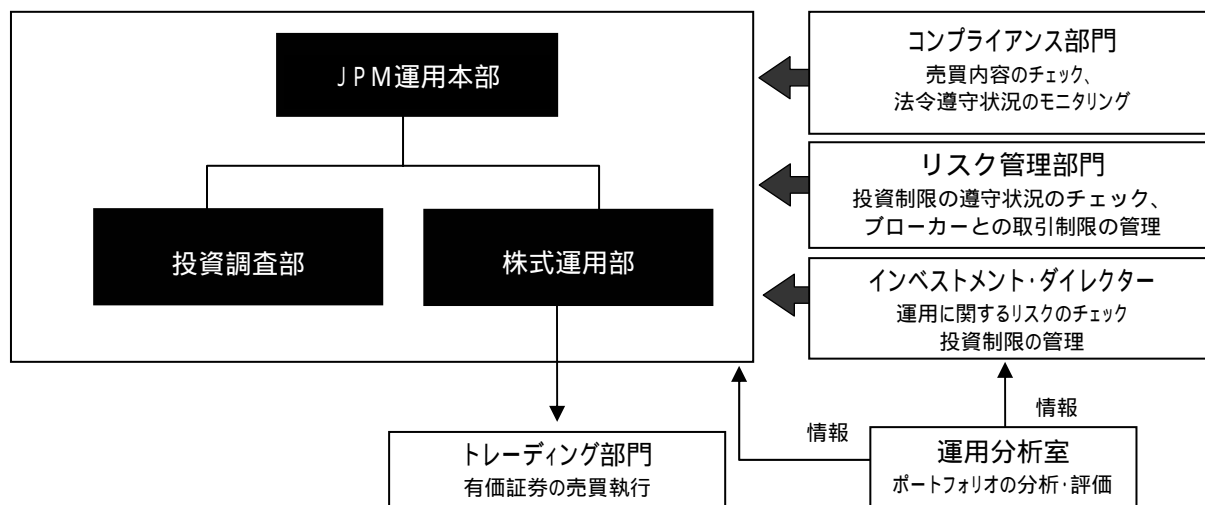 JPM運用本部
投資調査部
株式運用部
コンプライアンス部門
売買内容のチェック、
法令遵守状況のモニタリング
リスク管理部門
投資制限の遵守状況のチェック、
ブローカーとの取引制限の管理
インベストメント・ダイレクター
運用に関するリスクのチェック
投資制限の管理
トレーディング部門
有価証券の売買執行
情報
情報
運用分析室
ポートフォリオの分析・評価